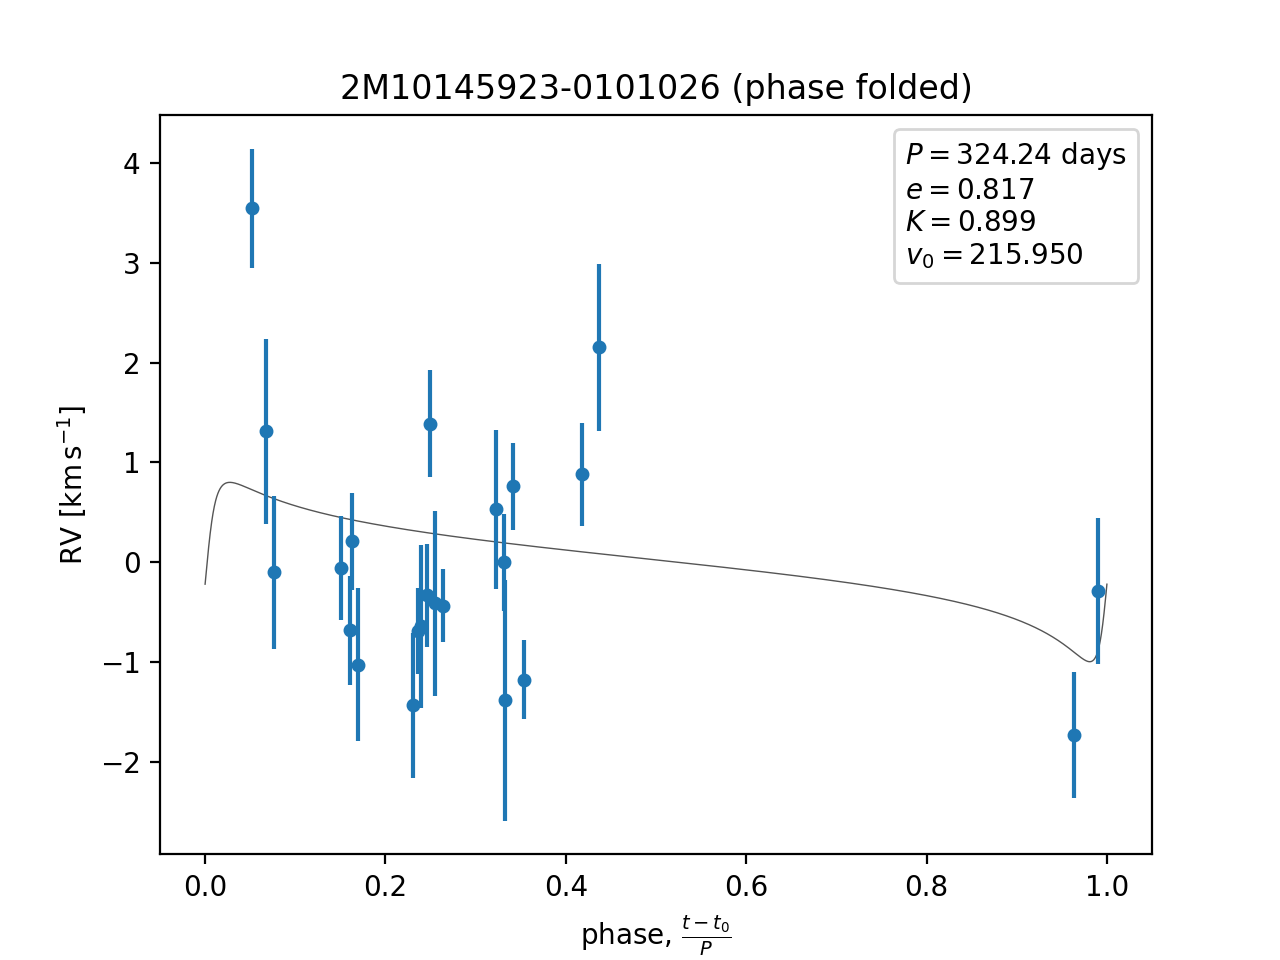 2M10145923-0101026 (phase folded)
P = 324.24 days
e = 0.817
K = 0.899
v₀ = 215.950
4
3
2
1
0
−1
−2
RV [km s⁻¹]
0.0 0.2 0.4 0.6 0.8 1.0
phase, (t − t₀)/P